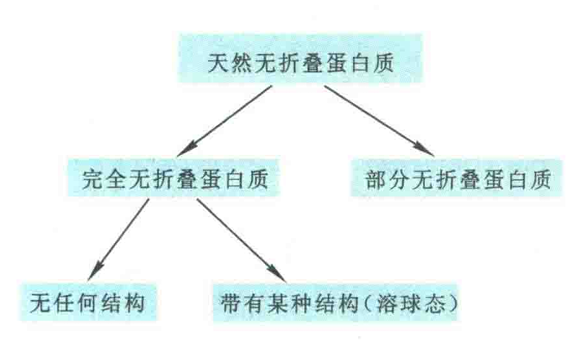 天然无折叠蛋白质
完全无折叠蛋白质
部分无折叠蛋白质
无任何结构
带有某种结构(溶球态)